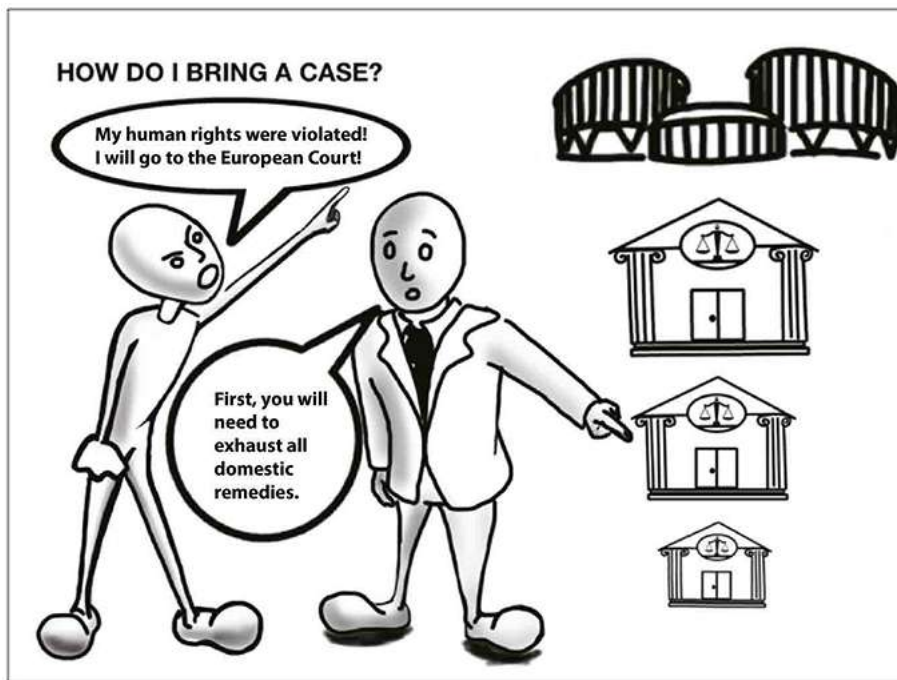 HOW DO I BRING A CASE?
My human rights were violated!
I will go to the European Court!
First, you will
need to
exhaust all
domestic
remedies.